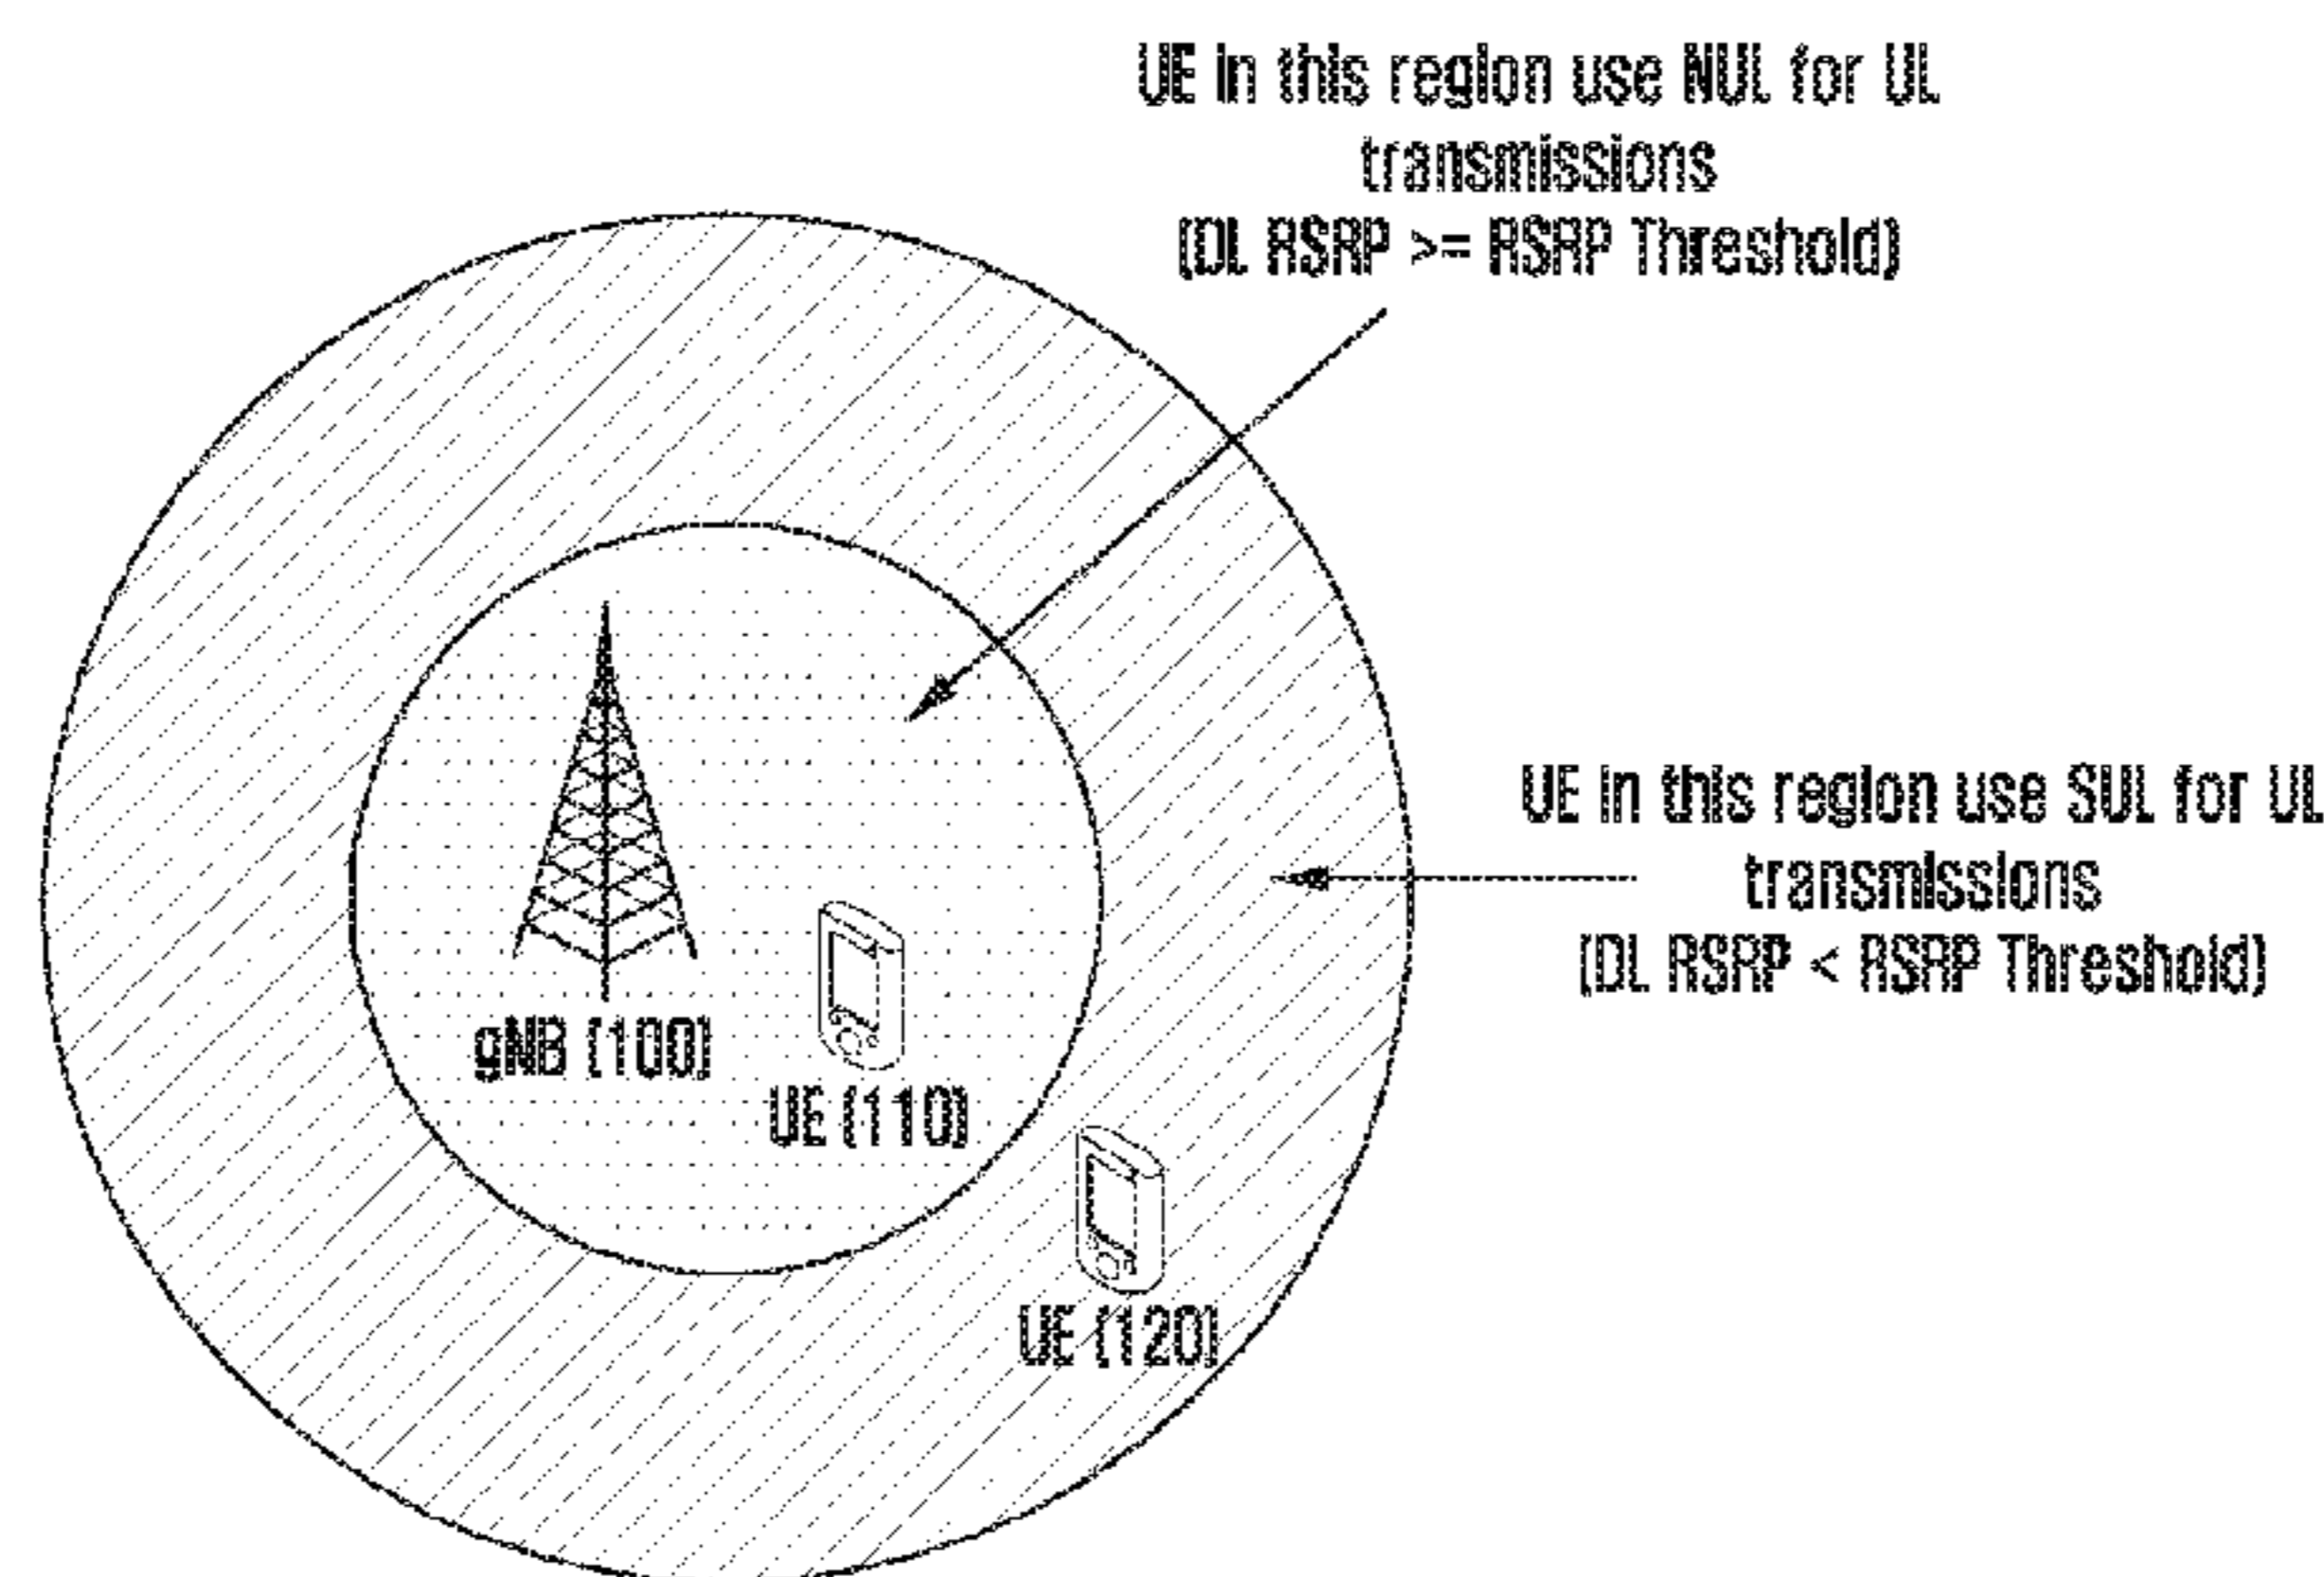 UE in this region use NUL for UL
transmissions
(DL RSRP >= RSRP Threshold)
UE in this region use SUL for UL
transmissions
(DL RSRP < RSRP Threshold)
gNB (100)
UE (110)
UE (120)